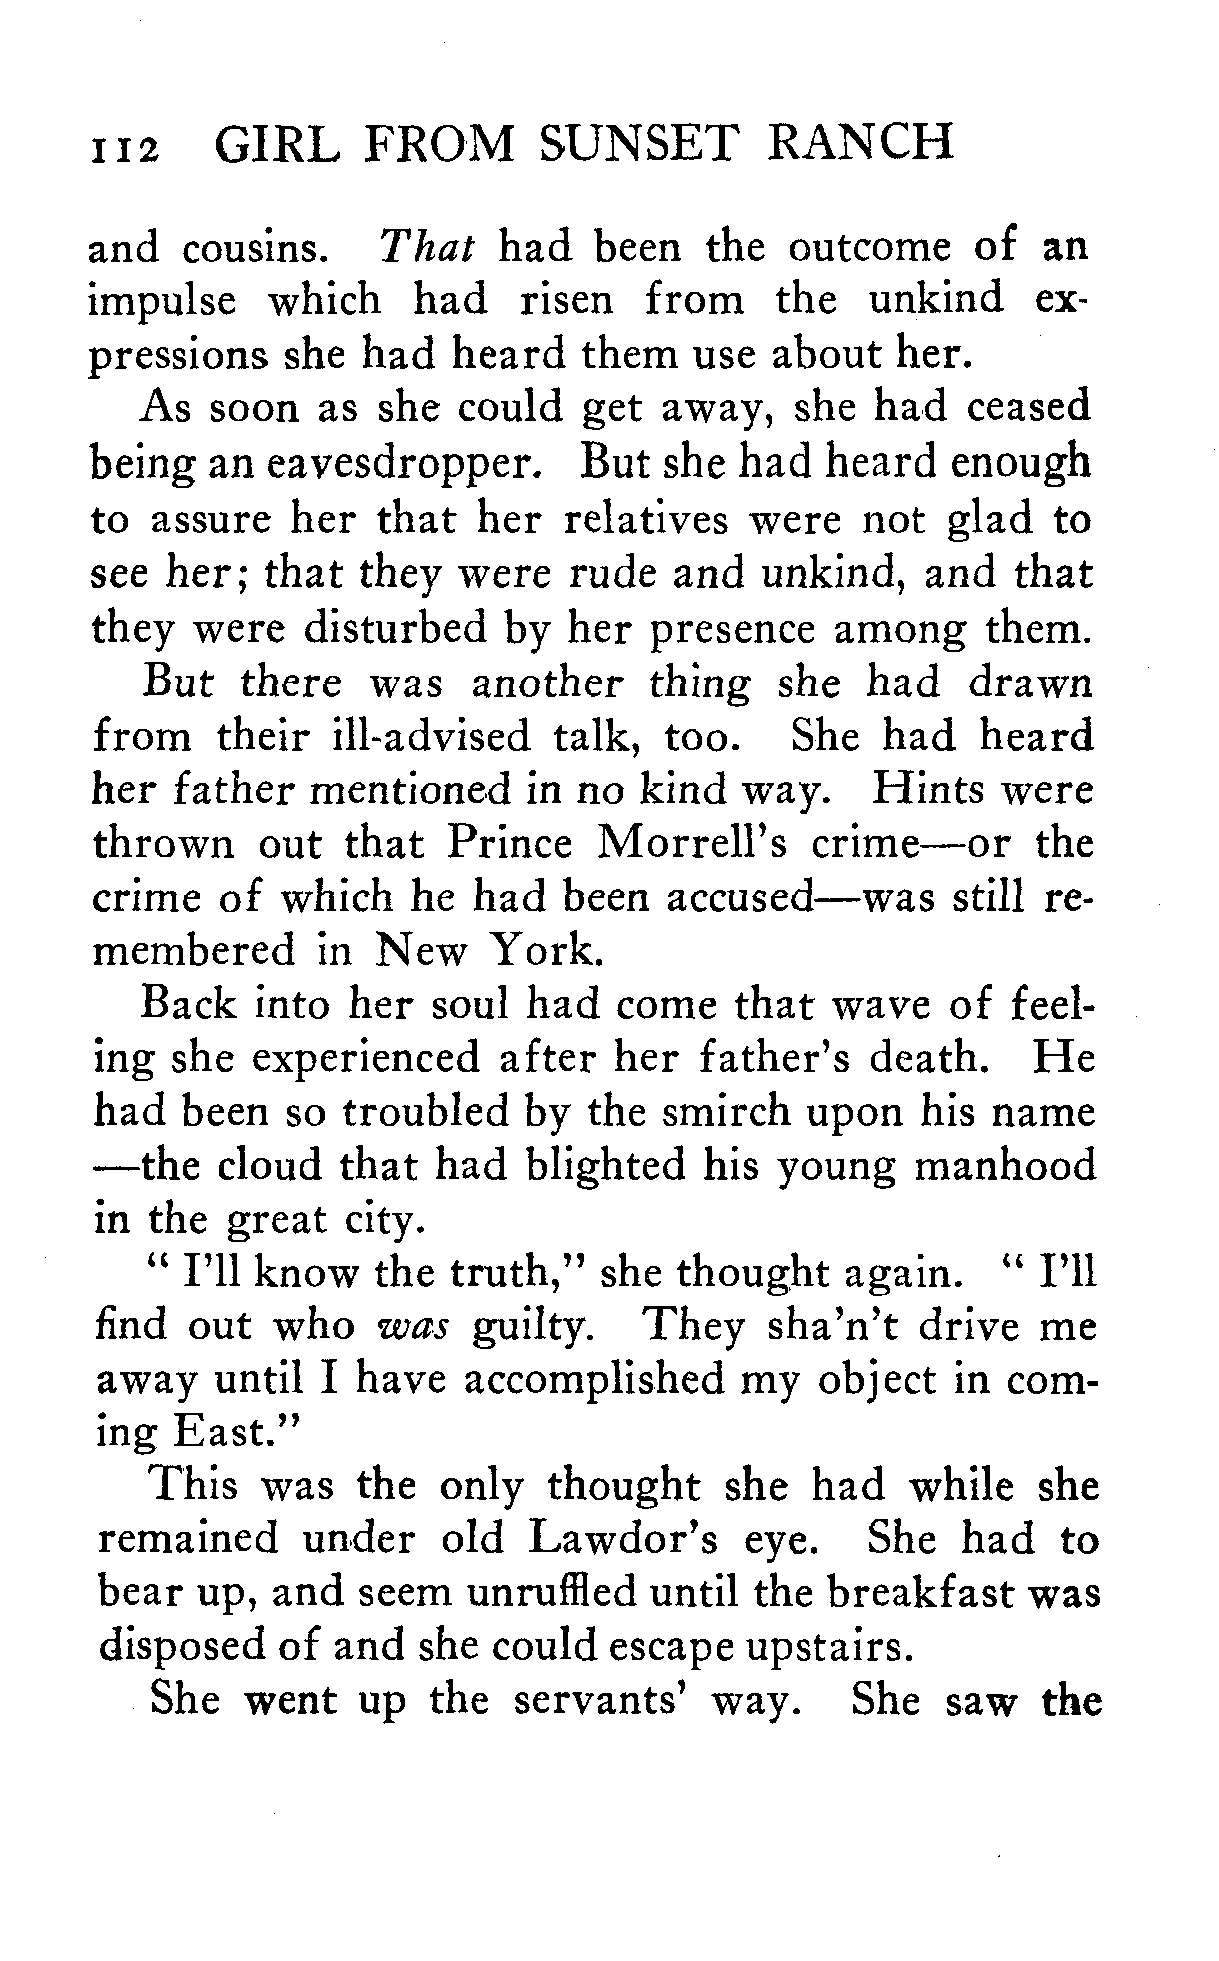 112 GIRL FROM SUNSET RANCH
and cousins. That had been the outcome of an
impulse which had risen from the unkind ex-
pressions she had heard them use about her.
As soon as she could get away, she had ceased
being an eavesdropper. But she had heard enough
to assure her that her relatives were not glad to
see her; that they were rude and unkind, and that
they were disturbed by her presence among them.
But there was another thing she had drawn
from their ill-advised talk, too. She had heard
her father mentioned in no kind way. Hints were
thrown out that Prince Morrell's crime—or the
crime of which he had been accused—was still re-
membered in New York.
Back into her soul had come that wave of feel-
ing she experienced after her father's death. He
had been so troubled by the smirch upon his name
—the cloud that had blighted his young manhood
in the great city.
" I'll know the truth," she thought again. " I'll
find out who was guilty. They sha'n't drive me
away until I have accomplished my object in com-
ing East."
This was the only thought she had while she
remained under old Lawdor's eye. She had to
bear up, and seem unruffled until the breakfast was
disposed of and she could escape upstairs.
She went up the servants' way. She saw the